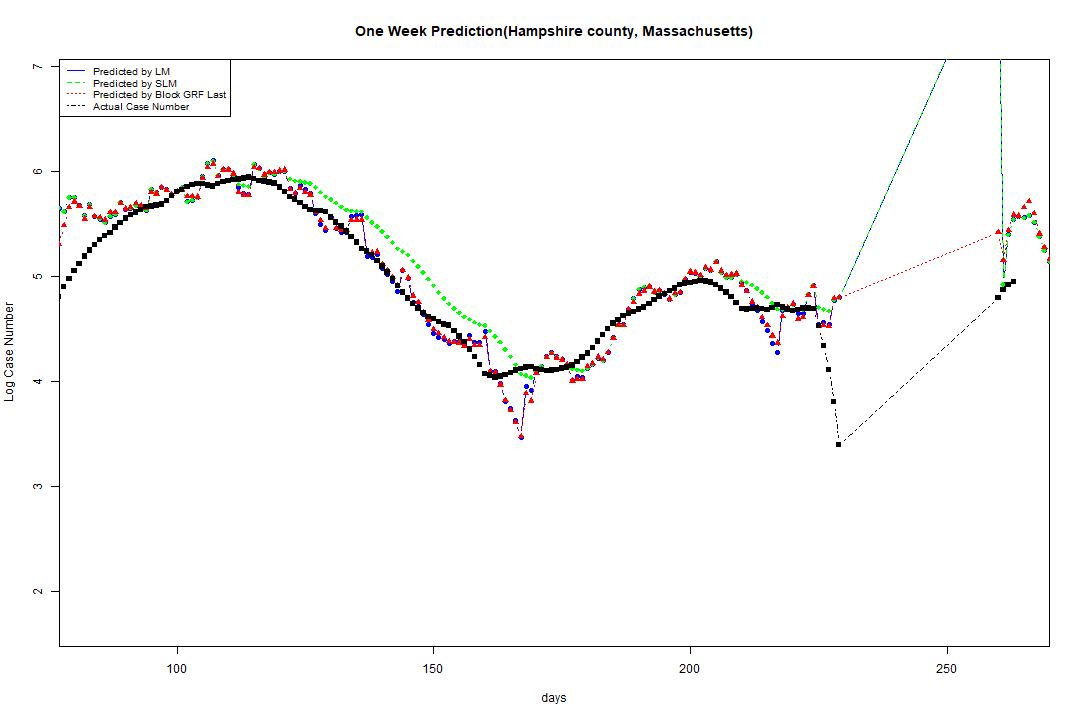 One Week Prediction(Hampshire county, Massachusetts)
Predicted by LM
Predicted by SLM
Predicted by Block GRF Last
Actual Case Number
7
6
5
4
3
2
Log Case Number
100 150 200 250
days